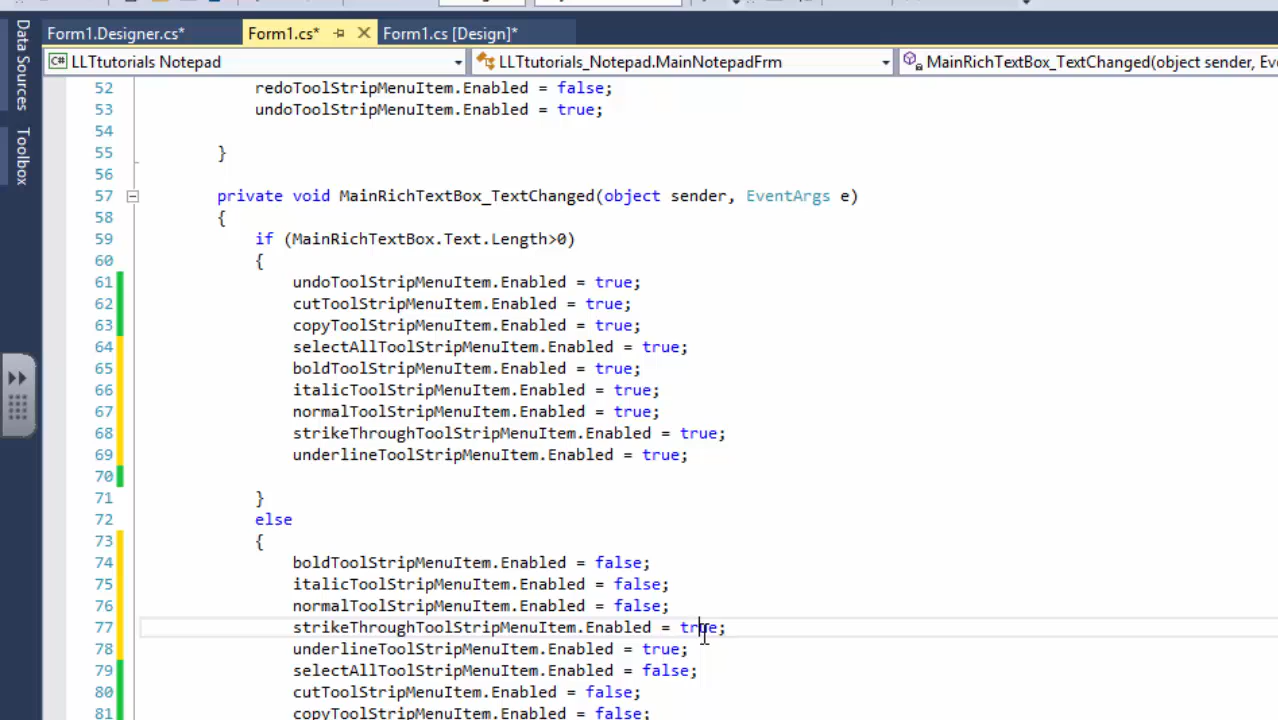 Form1.Designer.cs*
Form1.cs*
Form1.cs [Design]*
Data Sources
Toolbox
C# LLTtutorials Notepad
LLTtutorials_Notepad.MainNotepadFrm
MainRichTextBox_TextChanged(object sender, Eve
52 redoToolStripMenuItem.Enabled = false;
53 undoToolStripMenuItem.Enabled = true;
54
55 }
56
57 private void MainRichTextBox_TextChanged(object sender, EventArgs e)
58 {
59 if (MainRichTextBox.Text.Length>0)
60 {
61 undoToolStripMenuItem.Enabled = true;
62 cutToolStripMenuItem.Enabled = true;
63 copyToolStripMenuItem.Enabled = true;
64 selectAllToolStripMenuItem.Enabled = true;
65 boldToolStripMenuItem.Enabled = true;
66 italicToolStripMenuItem.Enabled = true;
67 normalToolStripMenuItem.Enabled = true;
68 strikeThroughToolStripMenuItem.Enabled = true;
69 underlineToolStripMenuItem.Enabled = true;
70
71 }
72 else
73 {
74 boldToolStripMenuItem.Enabled = false;
75 italicToolStripMenuItem.Enabled = false;
76 normalToolStripMenuItem.Enabled = false;
77 strikeThroughToolStripMenuItem.Enabled = true;
78 underlineToolStripMenuItem.Enabled = true;
79 selectAllToolStripMenuItem.Enabled = false;
80 cutToolStripMenuItem.Enabled = false;
81 copyToolStripMenuItem.Enabled = false;